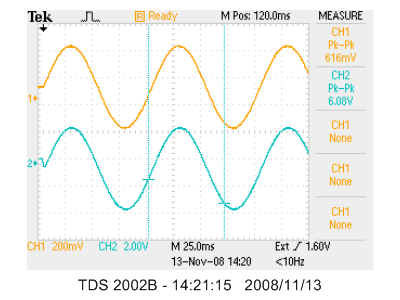 Tek Ready M Pos: 120.0ms MEASURE
CH1
Pk-Pk
616mV
CH2
Pk-Pk
6.08V
CH1
None
CH1
None
CH1
None
1
2
CH1 200mV CH2 2.00V M 25.0ms Ext 1.60V
13-Nov-08 14:20 <10Hz
TDS 2002B - 14:21:15 2008/11/13